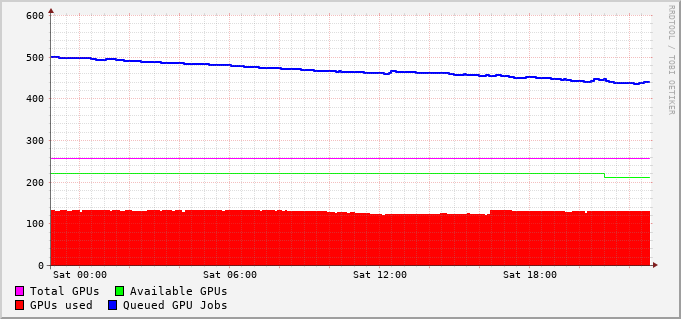 600
500
400
300
200
100
0
Sat 00:00 Sat 06:00 Sat 12:00 Sat 18:00
Total GPUs Available GPUs
GPUs used Queued GPU Jobs
RRDTOOL / TOBI OETIKER